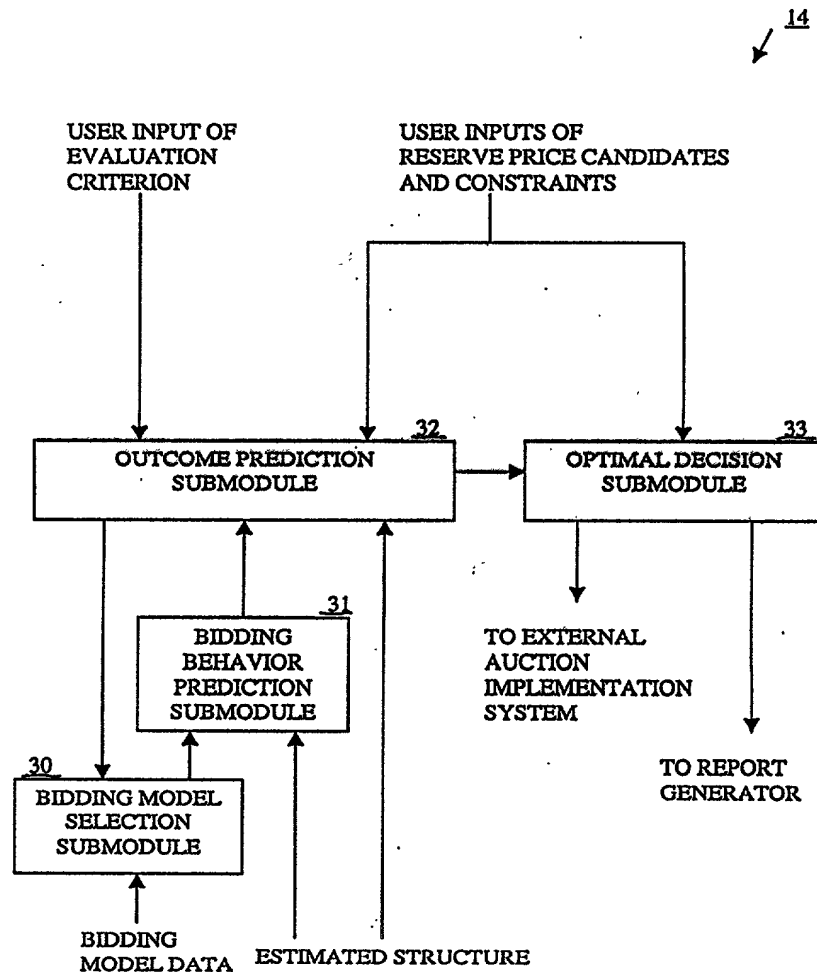 14
USER INPUT OF
EVALUATION
CRITERION
USER INPUTS OF
RESERVE PRICE CANDIDATES
AND CONSTRAINTS
32
OUTCOME PREDICTION
SUBMODULE
33
OPTIMAL DECISION
SUBMODULE
31
BIDDING
BEHAVIOR
PREDICTION
SUBMODULE
TO EXTERNAL
AUCTION
IMPLEMENTATION
SYSTEM
30
BIDDING MODEL
SELECTION
SUBMODULE
TO REPORT
GENERATOR
BIDDING
MODEL DATA
ESTIMATED STRUCTURE